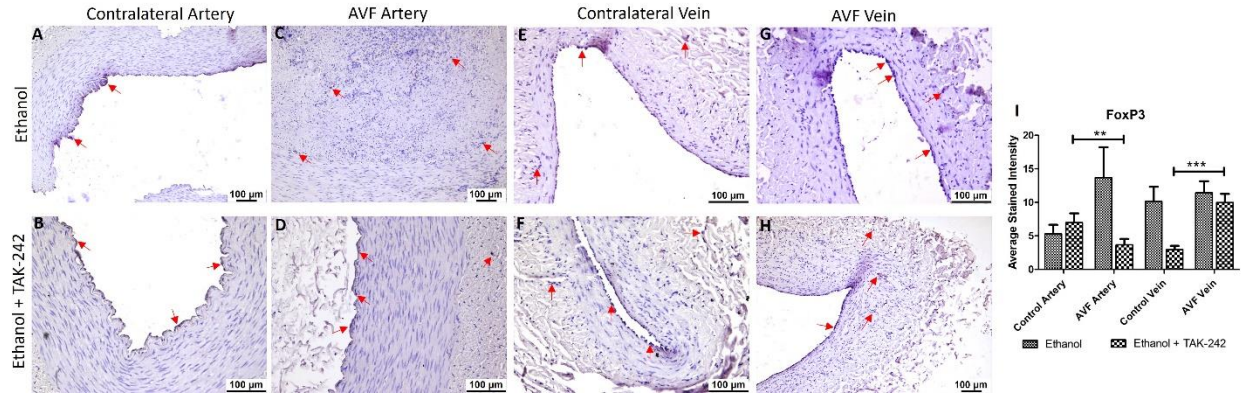 Contralateral Artery
AVF Artery
Contralateral Vein
AVF Vein
Ethanol
Ethanol + TAK-242
A
100 µm
C
100 µm
E
100 µm
G
100 µm
B
100 µm
D
100 µm
F
100 µm
H
100 µm
I
FoxP3
Average Stained Intensity
20
15
10
5
0
**
***
Control Artery
AVF Artery
Control Vein
AVF Vein
Ethanol
Ethanol + TAK-242